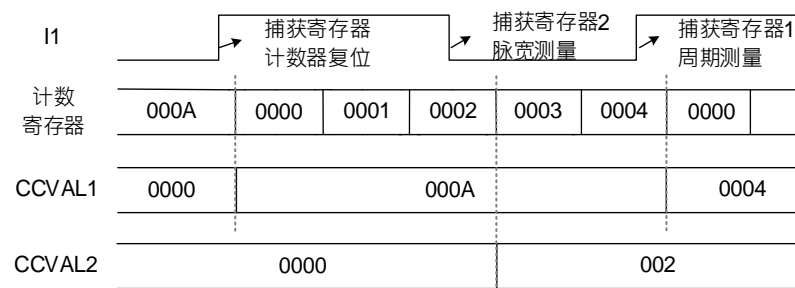 I1
捕获寄存器
计数器复位
捕获寄存器2
脉宽测量
捕获寄存器1
周期测量
计数
寄存器
000A 0000 0001 0002 0003 0004 0000
CCVAL1 0000 000A 0004
CCVAL2 0000 002